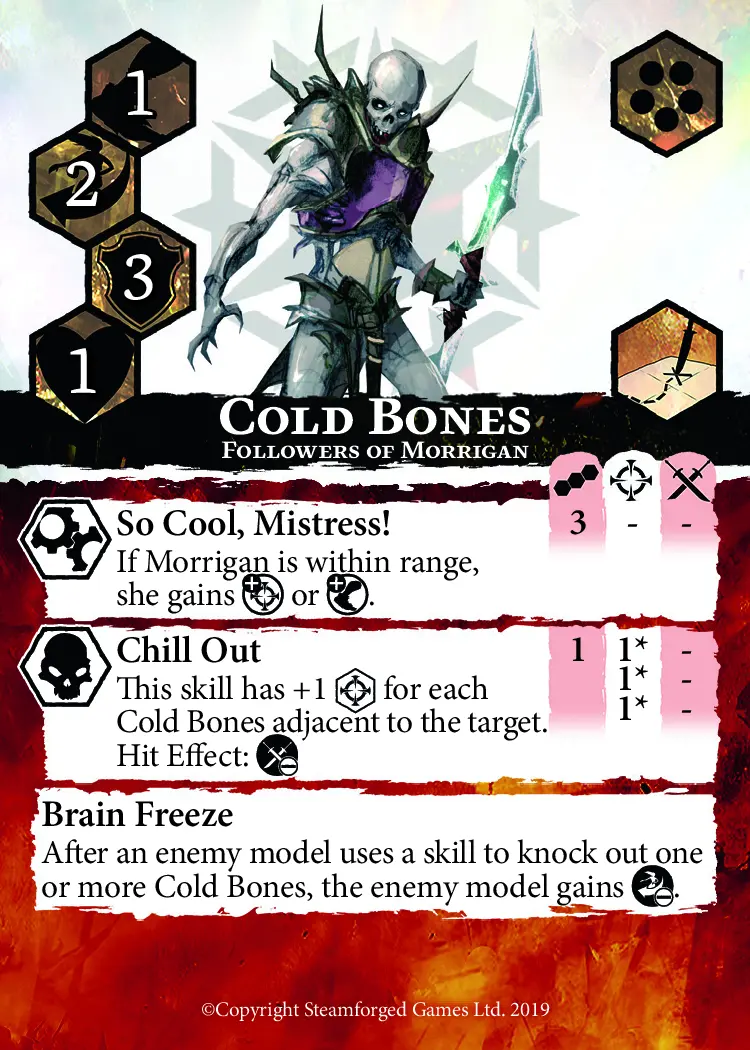 1
2
3
1
COLD BONES
FOLLOWERS OF MORRIGAN
So Cool, Mistress!
3 - -
If Morrigan is within range,
she gains or .
Chill Out
1 1* -
1* -
1* -
This skill has +1 for each
Cold Bones adjacent to the target.
Hit Effect:
Brain Freeze
After an enemy model uses a skill to knock out one
or more Cold Bones, the enemy model gains .
©Copyright Steamforged Games Ltd. 2019